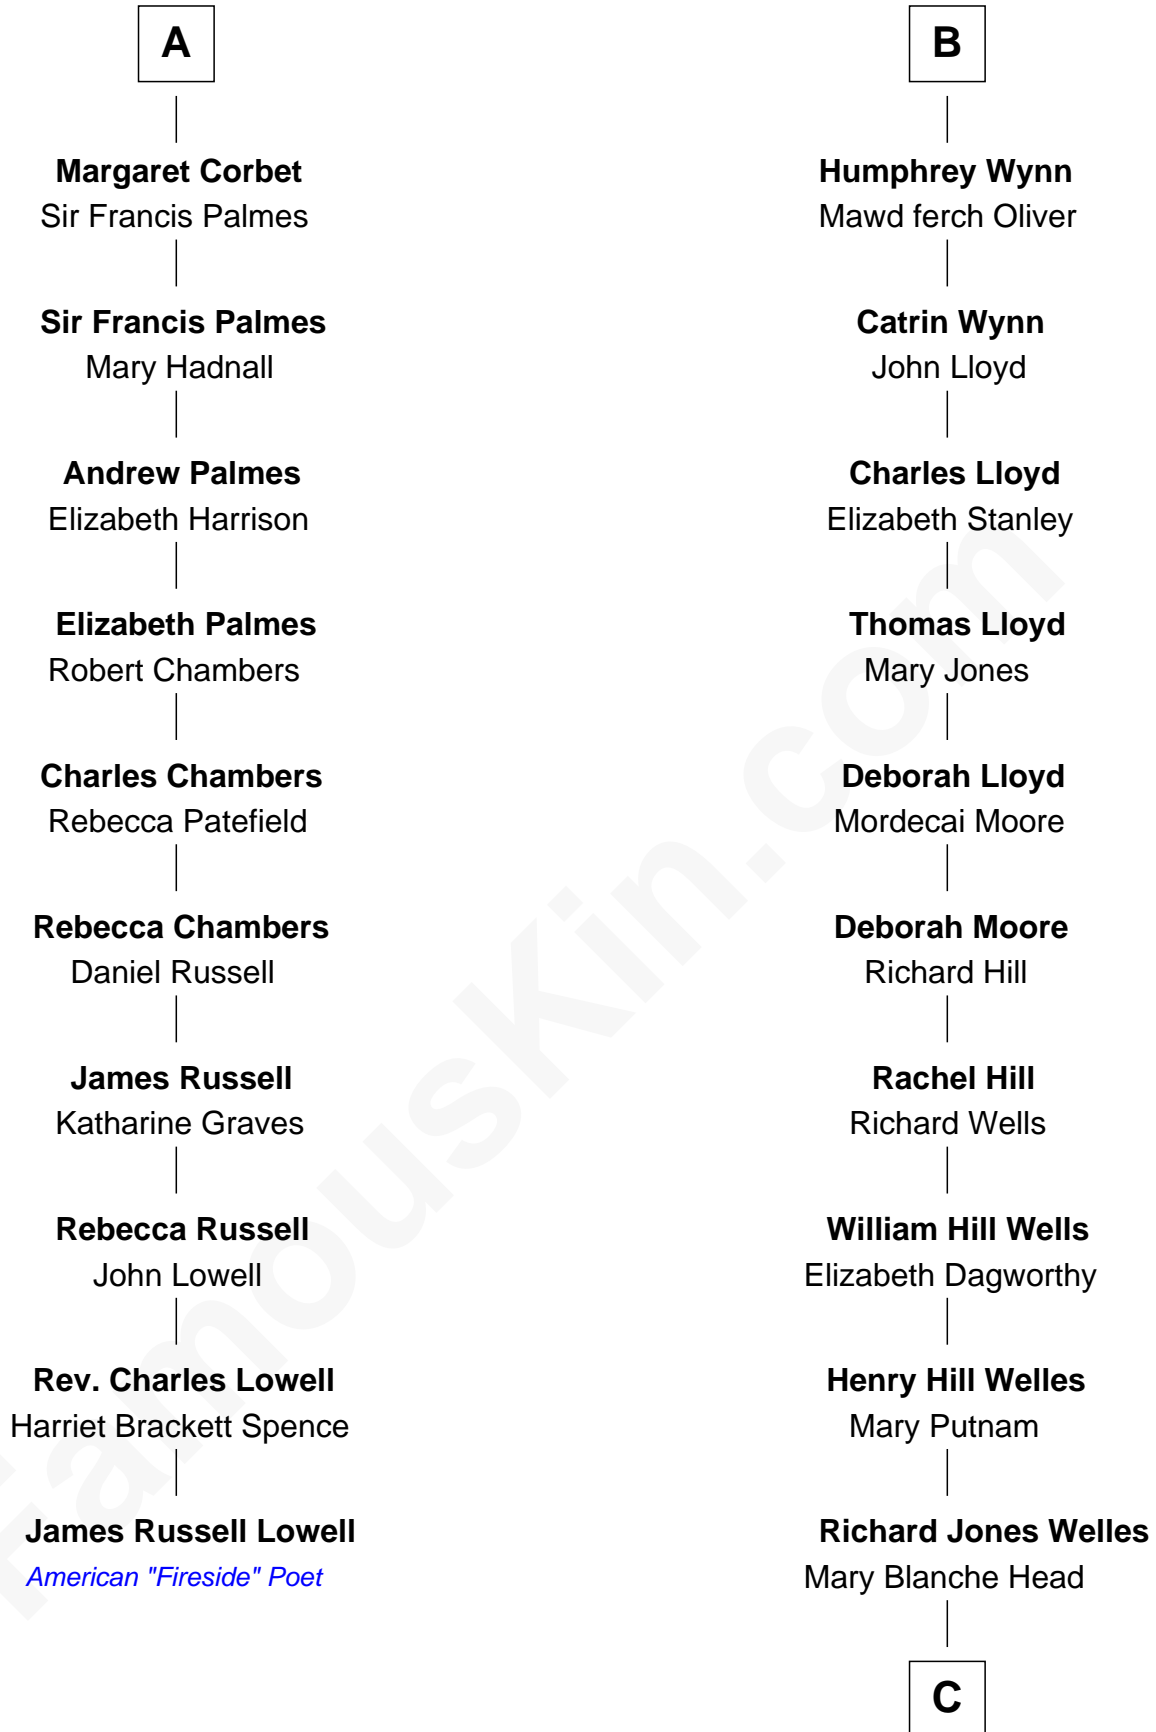 A
Margaret Corbet
Sir Francis Palmes
Sir Francis Palmes
Mary Hadnall
Andrew Palmes
Elizabeth Harrison
Elizabeth Palmes
Robert Chambers
Charles Chambers
Rebecca Patefield
Rebecca Chambers
Daniel Russell
James Russell
Katharine Graves
Rebecca Russell
John Lowell
Rev. Charles Lowell
Harriet Brackett Spence
James Russell Lowell
American "Fireside" Poet
B
Humphrey Wynn
Mawd ferch Oliver
Catrin Wynn
John Lloyd
Charles Lloyd
Elizabeth Stanley
Thomas Lloyd
Mary Jones
Deborah Lloyd
Mordecai Moore
Deborah Moore
Richard Hill
Rachel Hill
Richard Wells
William Hill Wells
Elizabeth Dagworthy
Henry Hill Welles
Mary Putnam
Richard Jones Welles
Mary Blanche Head
C
FamousKin.com